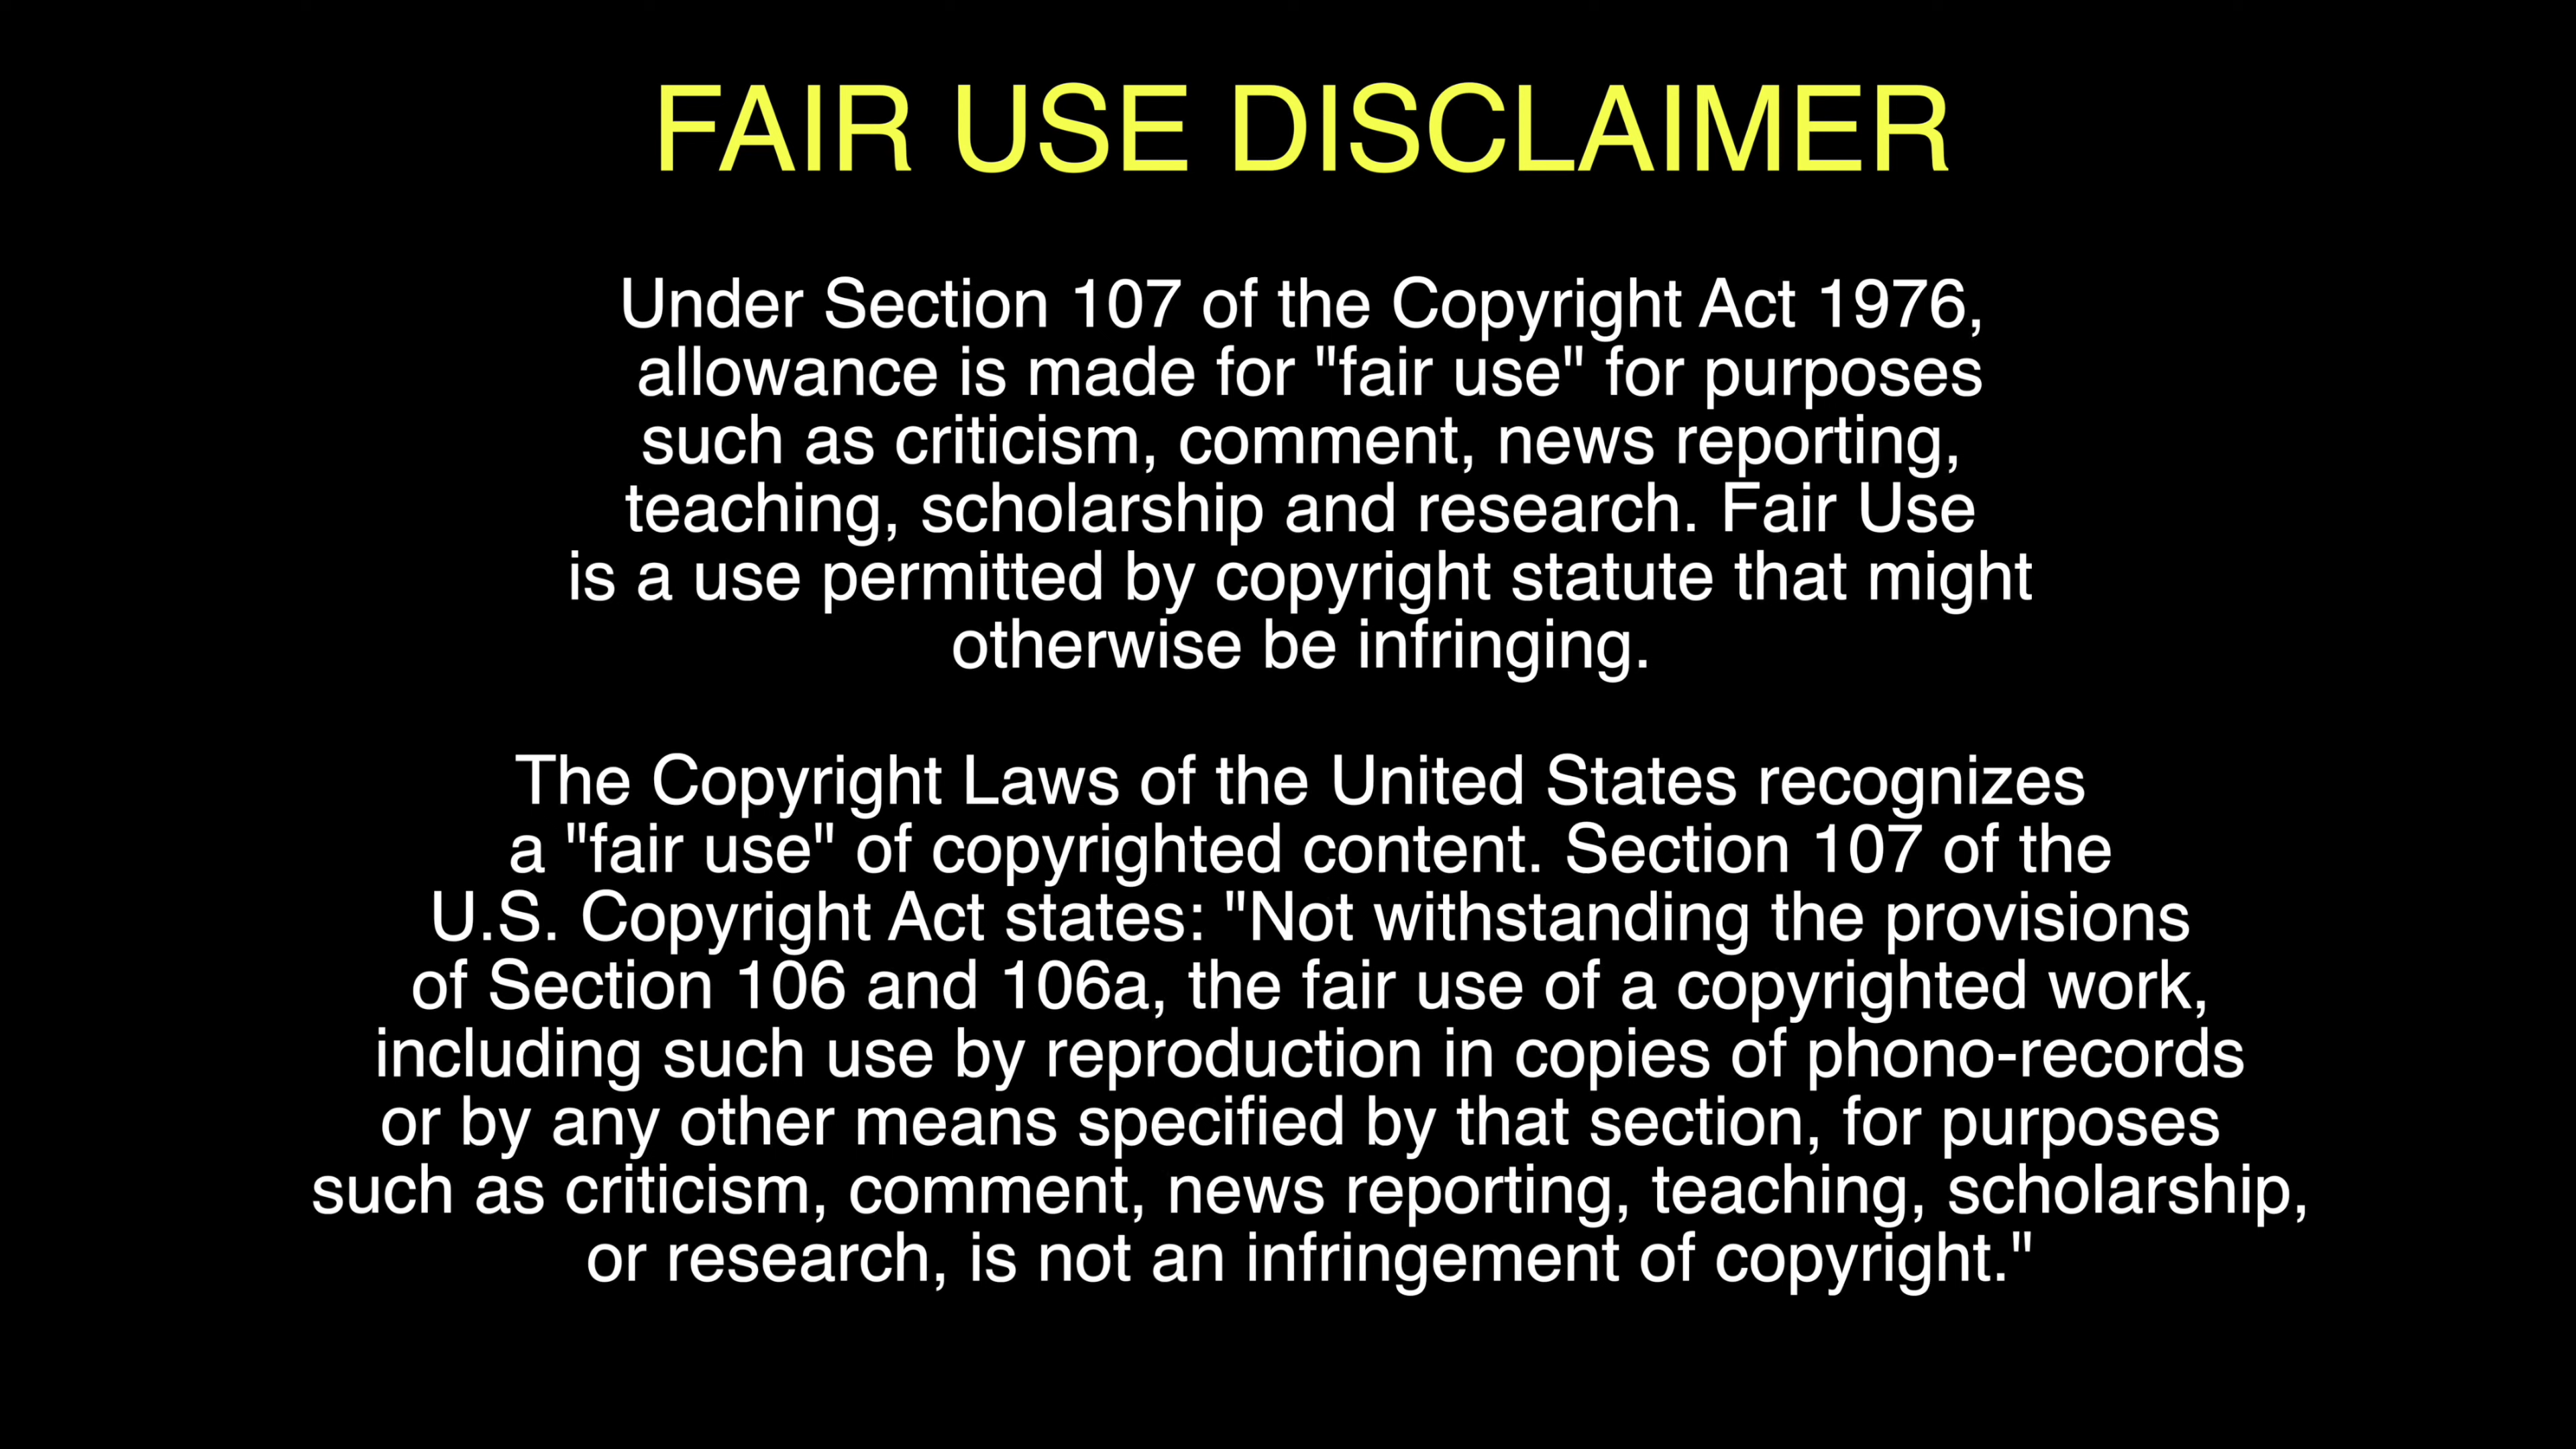 FAIR USE DISCLAIMER
Under Section 107 of the Copyright Act 1976,
allowance is made for "fair use" for purposes
such as criticism, comment, news reporting,
teaching, scholarship and research. Fair Use
is a use permitted by copyright statute that might
otherwise be infringing.
The Copyright Laws of the United States recognizes
a "fair use" of copyrighted content. Section 107 of the
U.S. Copyright Act states: "Not withstanding the provisions
of Section 106 and 106a, the fair use of a copyrighted work,
including such use by reproduction in copies of phono-records
or by any other means specified by that section, for purposes
such as criticism, comment, news reporting, teaching, scholarship,
or research, is not an infringement of copyright."